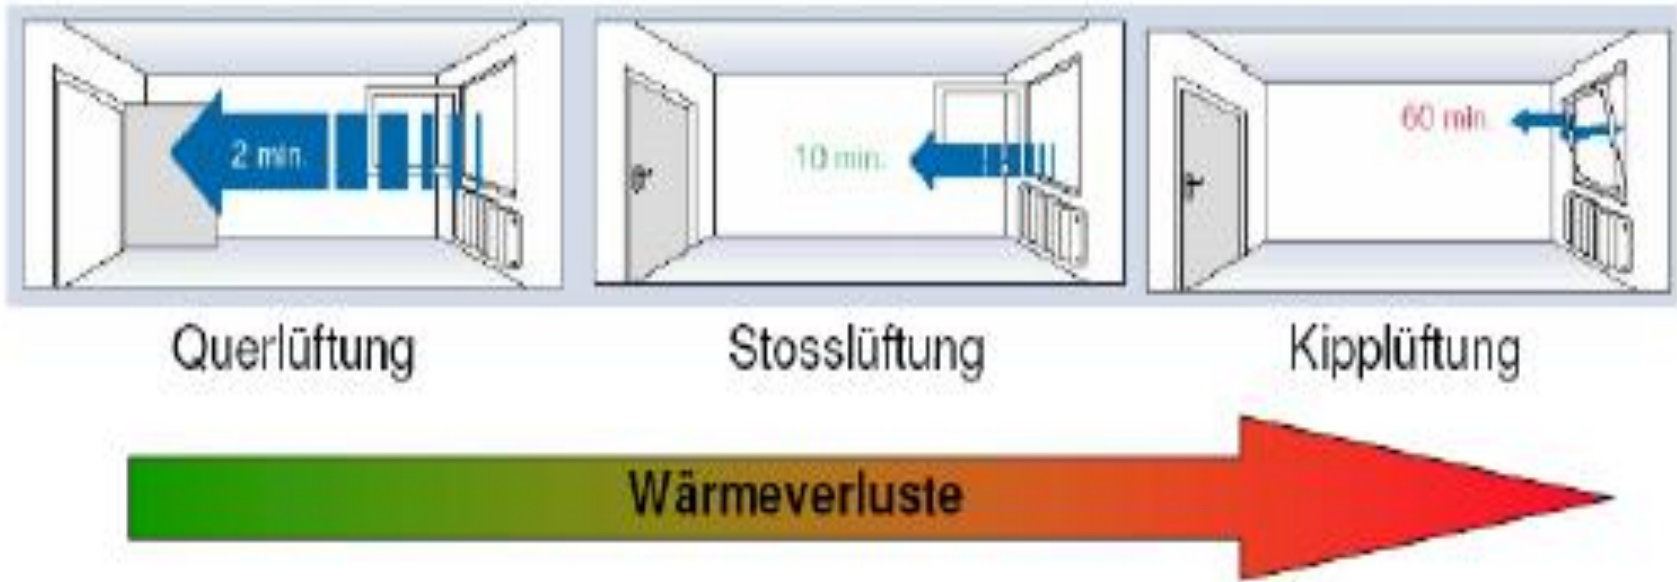 2 min
10 min.
60 min.
Querlüftung
Stosslüftung
Kipplüftung
Wärmeverluste